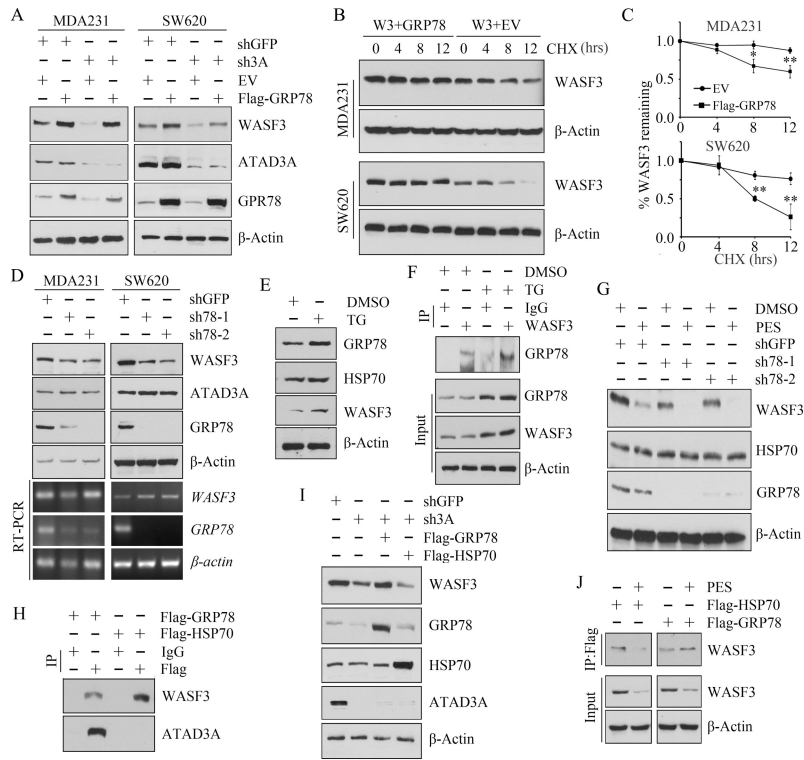 A
MDA231 SW620
+ + − − + + − − shGFP
− − + + − − + + sh3A
+ − + − + − + − EV
− + − + − + − + Flag-GRP78
WASF3
ATAD3A
GPR78
β-Actin
B
W3+GRP78 W3+EV
0 4 8 12 0 4 8 12 CHX (hrs)
MDA231
WASF3
β-Actin
SW620
WASF3
β-Actin
C
MDA231
% WASF3 remaining
1.0
0.5
0
* **
EV
Flag-GRP78
0 4 8 12
SW620
1.0
0.5
0
** **
0 4 8 12
CHX (hrs)
D
MDA231 SW620
+ − − + − − shGFP
− + − − + − sh78-1
− − + − − + sh78-2
WASF3
ATAD3A
GRP78
β-Actin
RT-PCR
WASF3
GRP78
β-actin
E
+ − DMSO
− + TG
GRP78
HSP70
WASF3
β-Actin
F
+ + − − DMSO
− − + + TG
IP
+ − + − IgG
− + − + WASF3
GRP78
Input
GRP78
WASF3
β-Actin
G
+ − + − + − DMSO
− + − + − + PES
+ + − − − − shGFP
− − + + − − sh78-1
− − − − + + sh78-2
WASF3
HSP70
GRP78
β-Actin
H
+ + − − Flag-GRP78
− − + + Flag-HSP70
IP
+ − + − IgG
− + − + Flag
WASF3
ATAD3A
I
+ − − − shGFP
− + + + sh3A
− − + − Flag-GRP78
− − − + Flag-HSP70
WASF3
GRP78
HSP70
ATAD3A
β-Actin
J
− + − + PES
+ + − − Flag-HSP70
− − + + Flag-GRP78
IP:Flag
WASF3
Input
WASF3
β-Actin